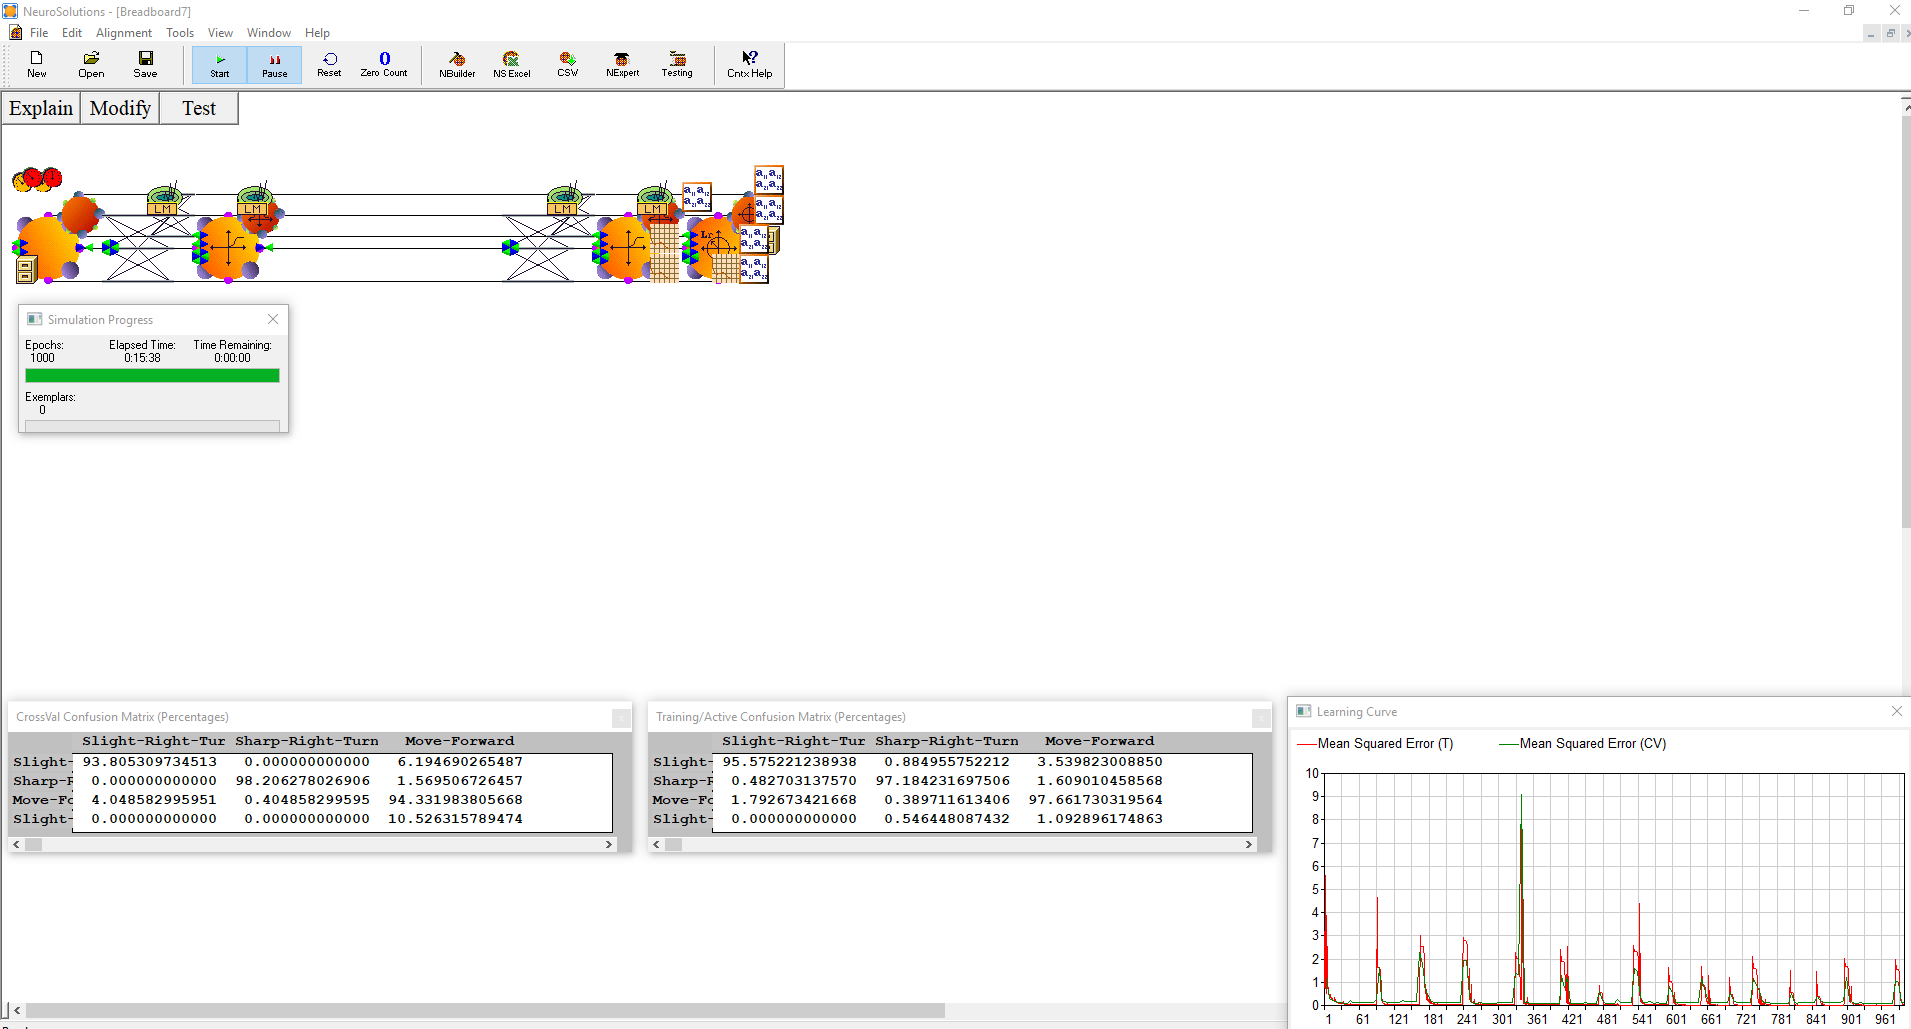 NeuroSolutions - [Breadboard7]
File Edit Alignment Tools View Window Help
New Open Save Start Pause Reset Zero Count NBuilder NS Excel CSW NExpert Testing Cntx Help
Explain Modify Test
LM LM LM LM
Simulation Progress
Epochs: Elapsed Time: Time Remaining:
1000 0:15:38 0:00:00
Exemplars:
0
CrossVal Confusion Matrix (Percentages)
Slight-Right-Tur Sharp-Right-Turn Move-Forward
Slight- 93.805309734513 0.000000000000 6.194690265487
Sharp-R 0.000000000000 98.206278026906 1.569506726457
Move-Fo 4.048582995951 0.404858299595 94.331983805668
Slight- 0.000000000000 0.000000000000 10.526315789474
Training/Active Confusion Matrix (Percentages)
Slight-Right-Tur Sharp-Right-Turn Move-Forward
Slight- 95.575221238938 0.884955752212 3.539823008850
Sharp-R 0.482703137570 97.184231697506 1.609010458568
Move-Fo 1.792673421668 0.389711613406 97.661730319564
Slight- 0.000000000000 0.546448087432 1.092896174863
Learning Curve
Mean Squared Error (T) Mean Squared Error (CV)
10
9
8
7
6
5
4
3
2
1
0
1 61 121 181 241 301 361 421 481 541 601 661 721 781 841 901 961